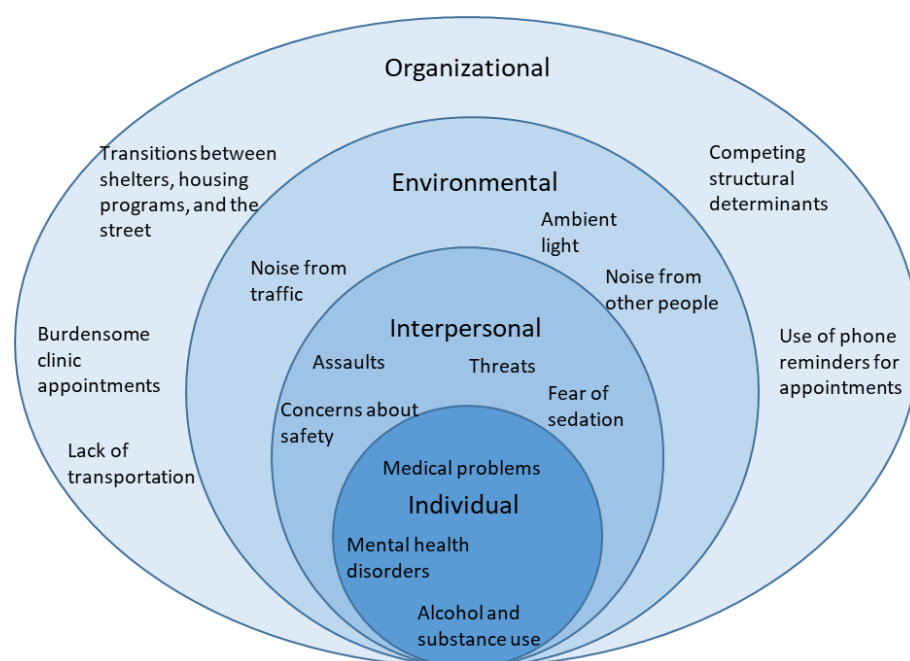 Organizational
Transitions between
shelters, housing
programs, and the
street
Competing
structural
determinants
Environmental
Ambient
light
Noise from
traffic
Noise from
other people
Burdensome
clinic
appointments
Use of phone
reminders for
appointments
Interpersonal
Assaults
Threats
Concerns about
safety
Fear of
sedation
Lack of
transportation
Medical problems
Individual
Mental health
disorders
Alcohol and
substance use